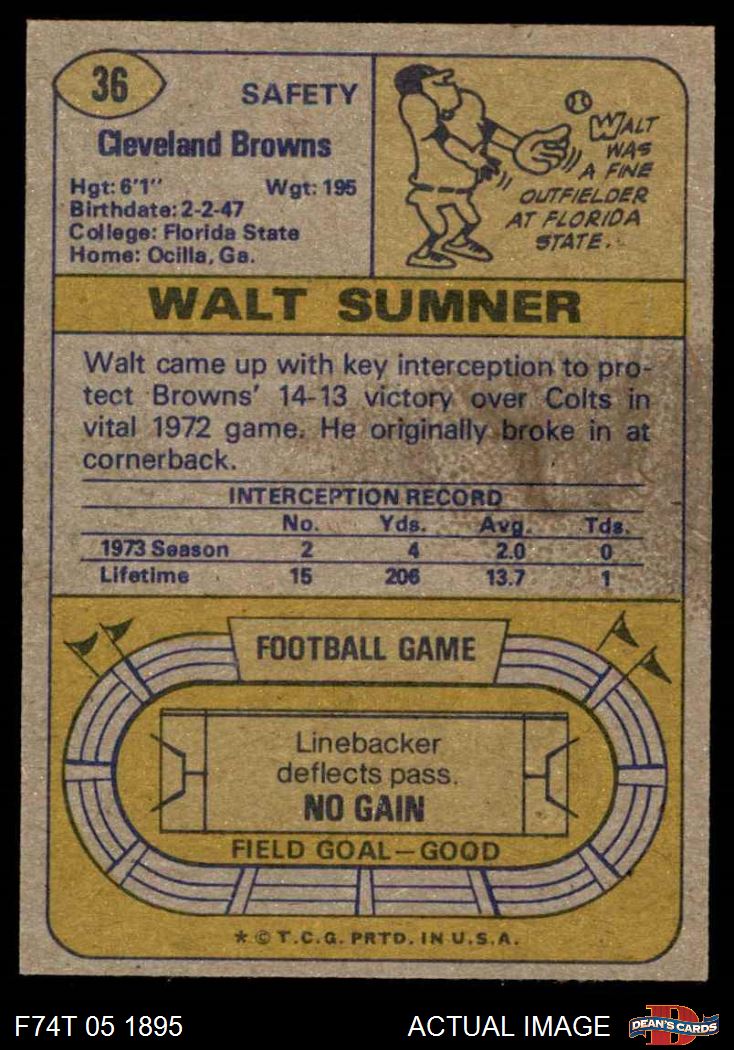 36
SAFETY
Cleveland Browns
Hgt: 6'1" Wgt: 195
Birthdate: 2-2-47
College: Florida State
Home: Ocilla, Ga.
WALT
WAS
A FINE
OUTFIELDER
AT FLORIDA
STATE.
WALT SUMNER
Walt came up with key interception to pro-
tect Browns' 14-13 victory over Colts in
vital 1972 game. He originally broke in at
cornerback.
INTERCEPTION RECORD
No. Yds. Avg. Tds.
1973 Season 2 4 2.0 0
Lifetime 15 206 13.7 1
FOOTBALL GAME
Linebacker
deflects pass.
NO GAIN
FIELD GOAL—GOOD
* © T.C.G. PRTD. IN U.S.A.
F74T 05 1895 ACTUAL IMAGE
DEAN'S CARDS